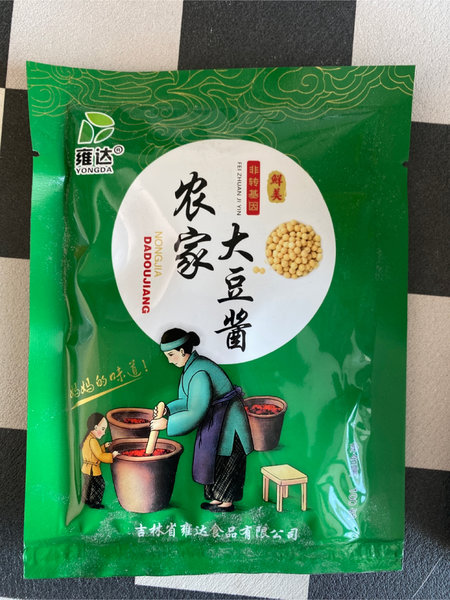 雍达®
YONGDA
非转基因
FEI ZHUAN JI YIN
鲜美
农家
大豆酱
NONGJIA
DADOUJIANG
妈妈的味道!
吉林省雍达食品有限公司